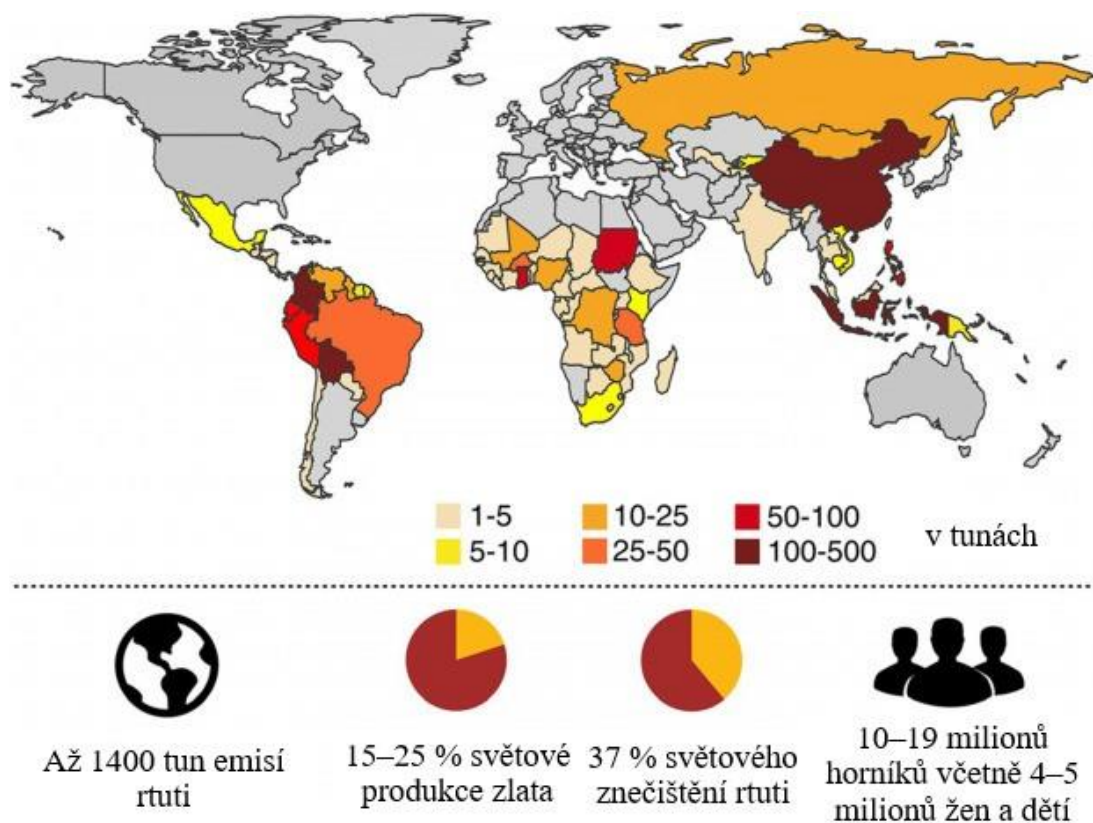 1-5
10-25
50-100
5-10
25-50
100-500
v tunách
Až 1400 tun emisí
rtuti
15–25 % světové
produkce zlata
37 % světového
znečištění rtuti
10–19 milionů
horníků včetně 4–5
milionů žen a dětí